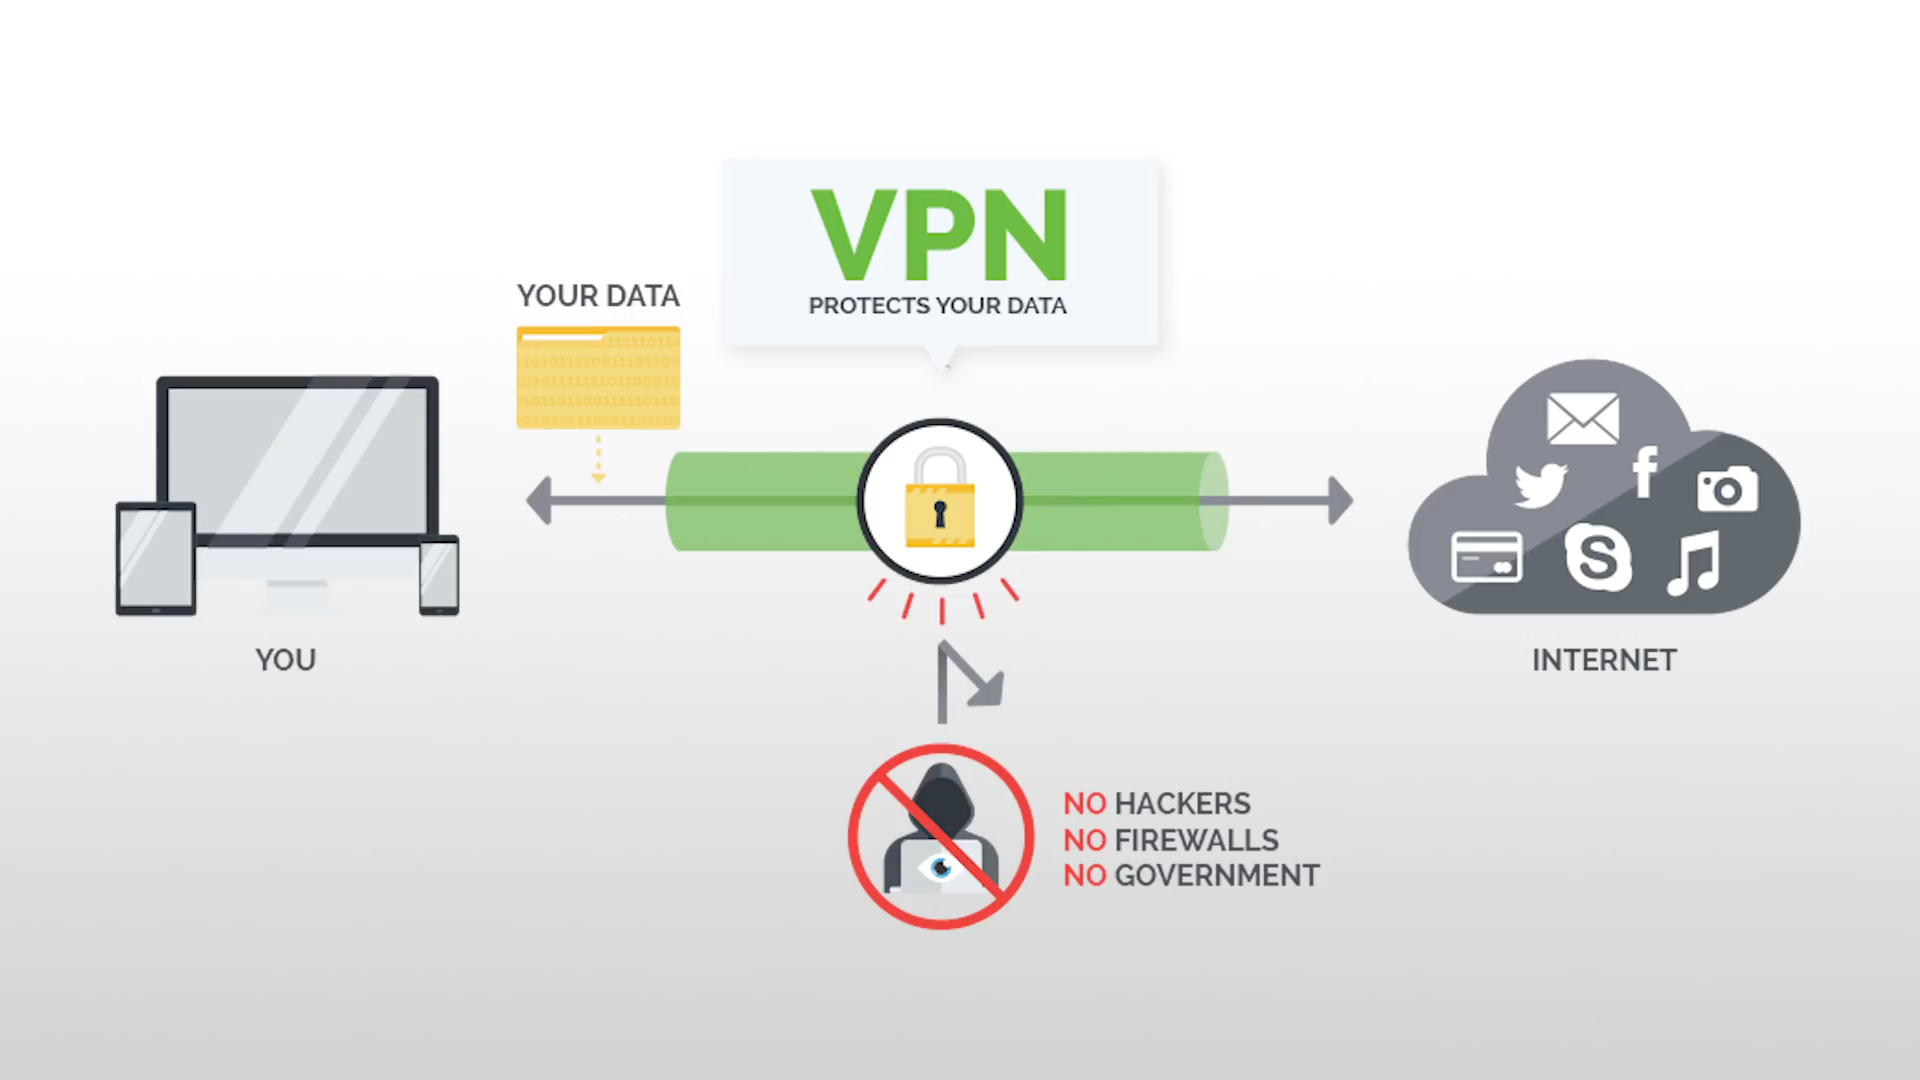 VPN
PROTECTS YOUR DATA
YOUR DATA
YOU
INTERNET
NO HACKERS
NO FIREWALLS
NO GOVERNMENT